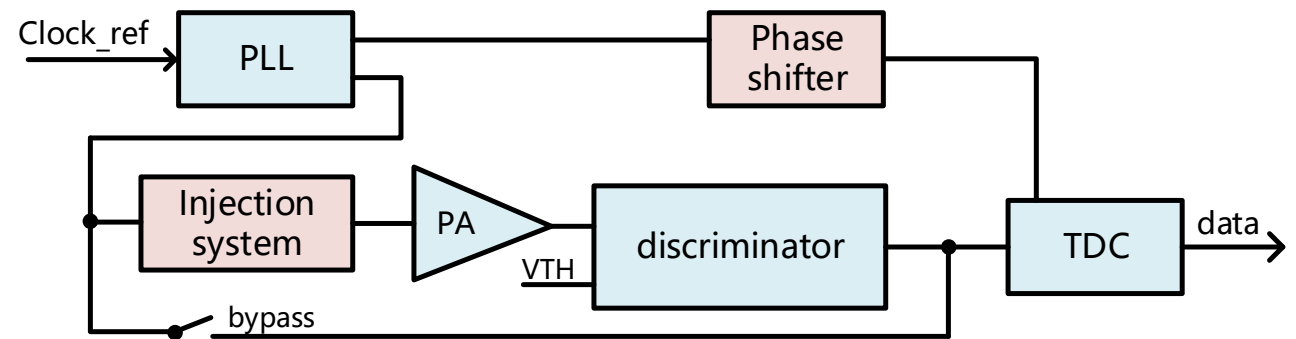 Clock_ref
PLL
Phase
shifter
Injection
system
PA
VTH
discriminator
TDC
data
bypass